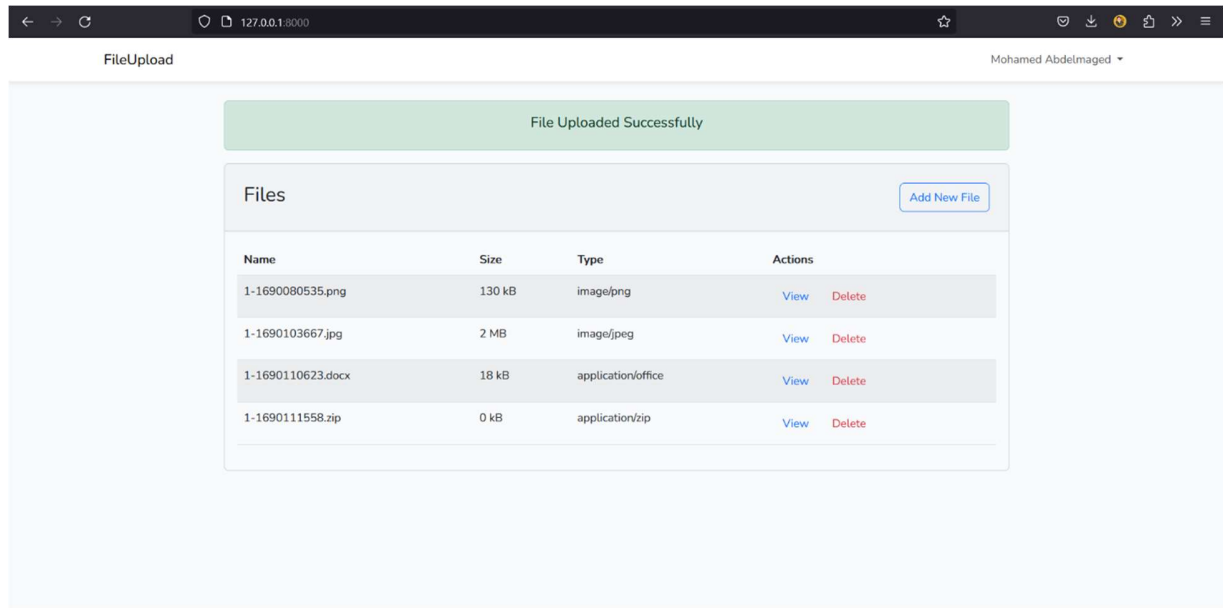 127.0.0.1:8000
FileUpload Mohamed Abdelmaged
File Uploaded Successfully
Files Add New File
Name Size Type Actions
1-1690080535.png 130 kB image/png View Delete
1-1690103667.jpg 2 MB image/jpeg View Delete
1-1690110623.docx 18 kB application/office View Delete
1-1690111558.zip 0 kB application/zip View Delete